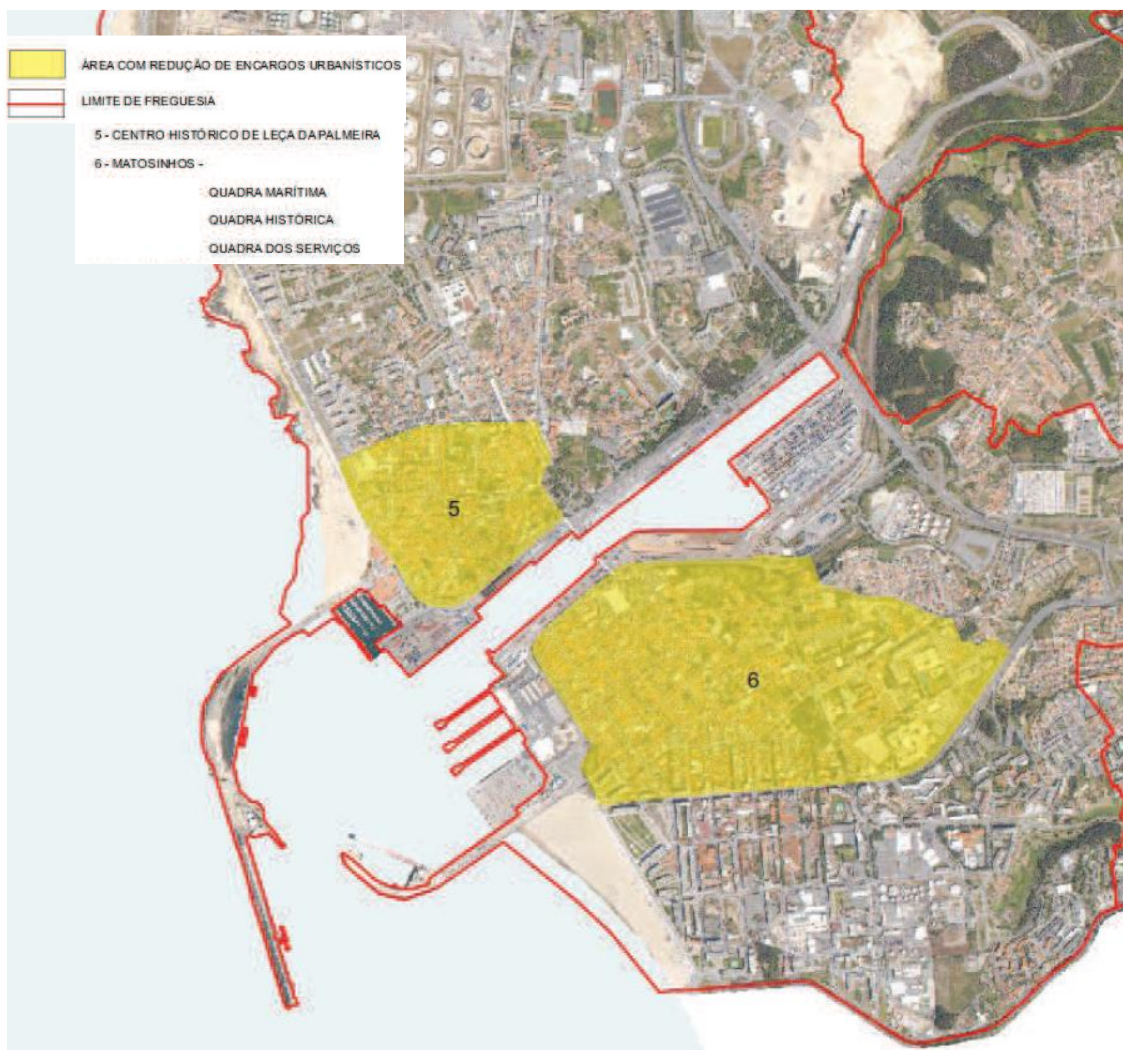 ÁREA COM REDUÇÃO DE ENCARGOS URBANÍSTICOS
LIMITE DE FREGUESIA
5 - CENTRO HISTÓRICO DE LEÇA DA PALMEIRA
6 - MATOSINHOS -
QUADRA MARÍTIMA
QUADRA HISTÓRICA
QUADRA DOS SERVIÇOS
5
6